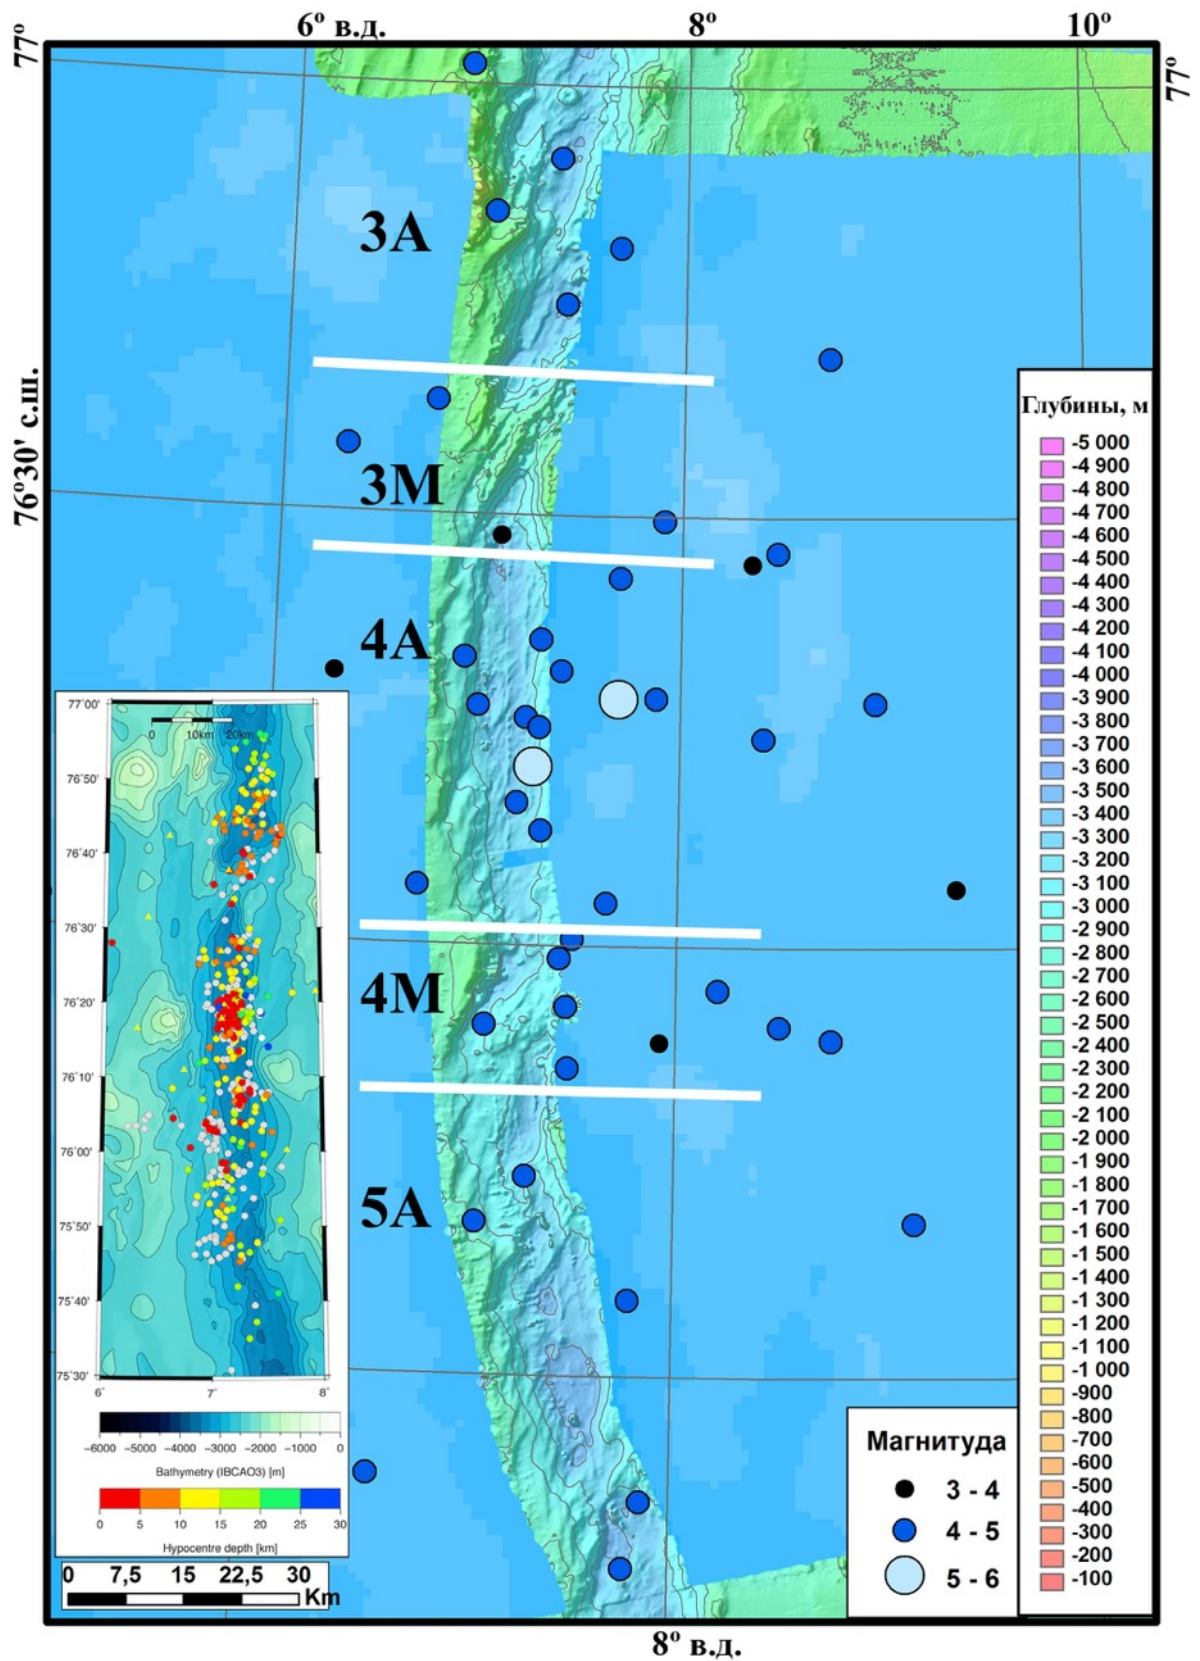 6º в.д.
8º
10º
77º
77º
3А
76º30' с.ш.
3М
4А
4М
5А
Глубины, м
-5 000
-4 900
-4 800
-4 700
-4 600
-4 500
-4 400
-4 300
-4 200
-4 100
-4 000
-3 900
-3 800
-3 700
-3 600
-3 500
-3 400
-3 300
-3 200
-3 100
-3 000
-2 900
-2 800
-2 700
-2 600
-2 500
-2 400
-2 300
-2 200
-2 100
-2 000
-1 900
-1 800
-1 700
-1 600
-1 500
-1 400
-1 300
-1 200
-1 100
-1 000
-900
-800
-700
-600
-500
-400
-300
-200
-100
77˚00'
0 10km 20km
76˚50'
76˚40'
76˚30'
76˚20'
76˚10'
76˚00'
75˚50'
75˚40'
75˚30'
6˚ 7˚ 8˚
−6000 −5000 −4000 −3000 −2000 −1000 0
Bathymetry (IBCAO3) [m]
0 5 10 15 20 25 30
Hypocentre depth [km]
0 7,5 15 22,5 30
Km
Магнитуда
3 - 4
4 - 5
5 - 6
8º в.д.